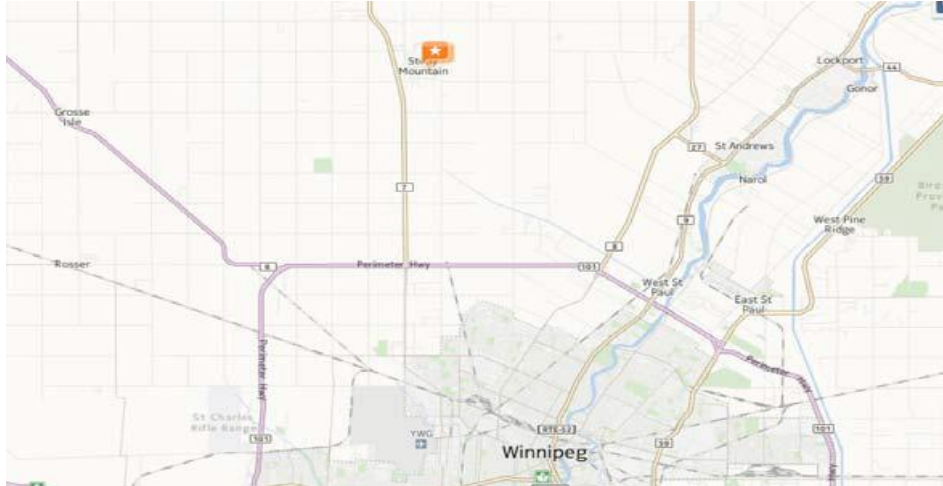 Lockport
44
Mountain
Gonor
Grosse
Isle
27
St Andrews
Narol
59
7
9
West Pine
Ridge
8
Rosser
6
Perimeter Hwy
101
West St
Paul
East St
Paul
Perimeter Hwy
Perimeter Hwy
St Charles
Rifle Range
101
YWG
RTE-52
Winnipeg
59
101